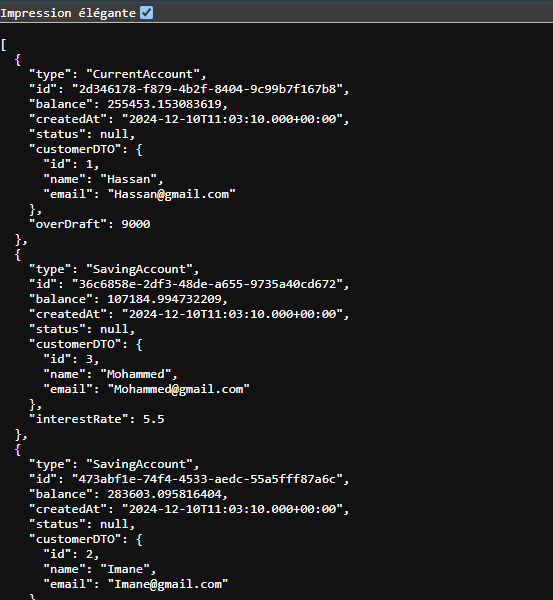 Impression élégante
[
  {
    "type": "CurrentAccount",
    "id": "2d346178-f879-4b2f-8404-9c99b7f167b8",
    "balance": 255453.153083619,
    "createdAt": "2024-12-10T11:03:10.000+00:00",
    "status": null,
    "customerDTO": {
      "id": 1,
      "name": "Hassan",
      "email": "Hassan@gmail.com"
    },
    "overDraft": 9000
  },
  {
    "type": "SavingAccount",
    "id": "36c6858e-2df3-48de-a655-9735a40cd672",
    "balance": 107184.994732209,
    "createdAt": "2024-12-10T11:03:10.000+00:00",
    "status": null,
    "customerDTO": {
      "id": 3,
      "name": "Mohammed",
      "email": "Mohammed@gmail.com"
    },
    "interestRate": 5.5
  },
  {
    "type": "SavingAccount",
    "id": "473abf1e-74f4-4533-aedc-55a5fff87a6c",
    "balance": 283603.095816404,
    "createdAt": "2024-12-10T11:03:10.000+00:00",
    "status": null,
    "customerDTO": {
      "id": 2,
      "name": "Imane",
      "email": "Imane@gmail.com"
    },